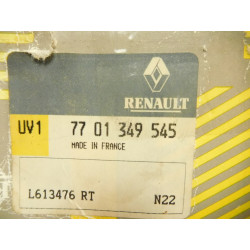 RENAULT
UV1 77 01 349 545
MADE IN FRANCE
L613476 RT N22